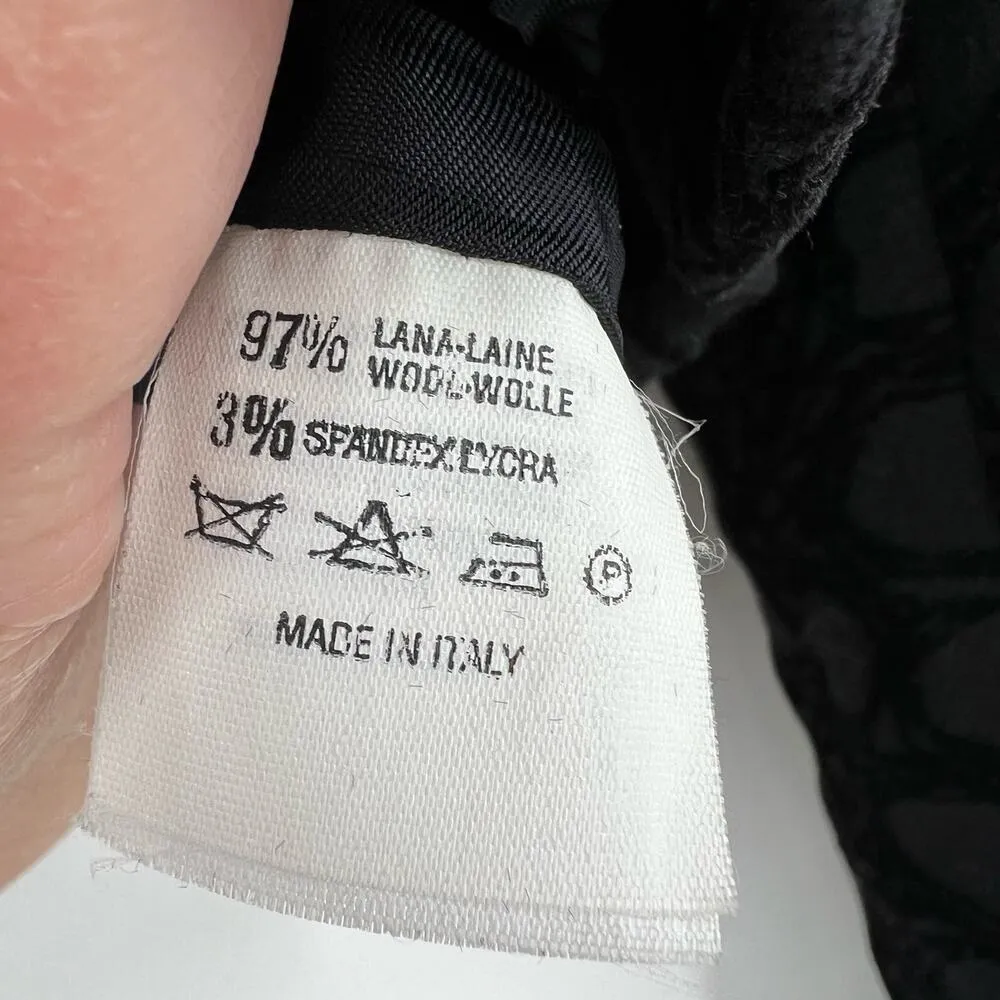 97% LANA-LAINE
WOOL-WOLLE
3% SPANDEX LYCRA
P
MADE IN ITALY